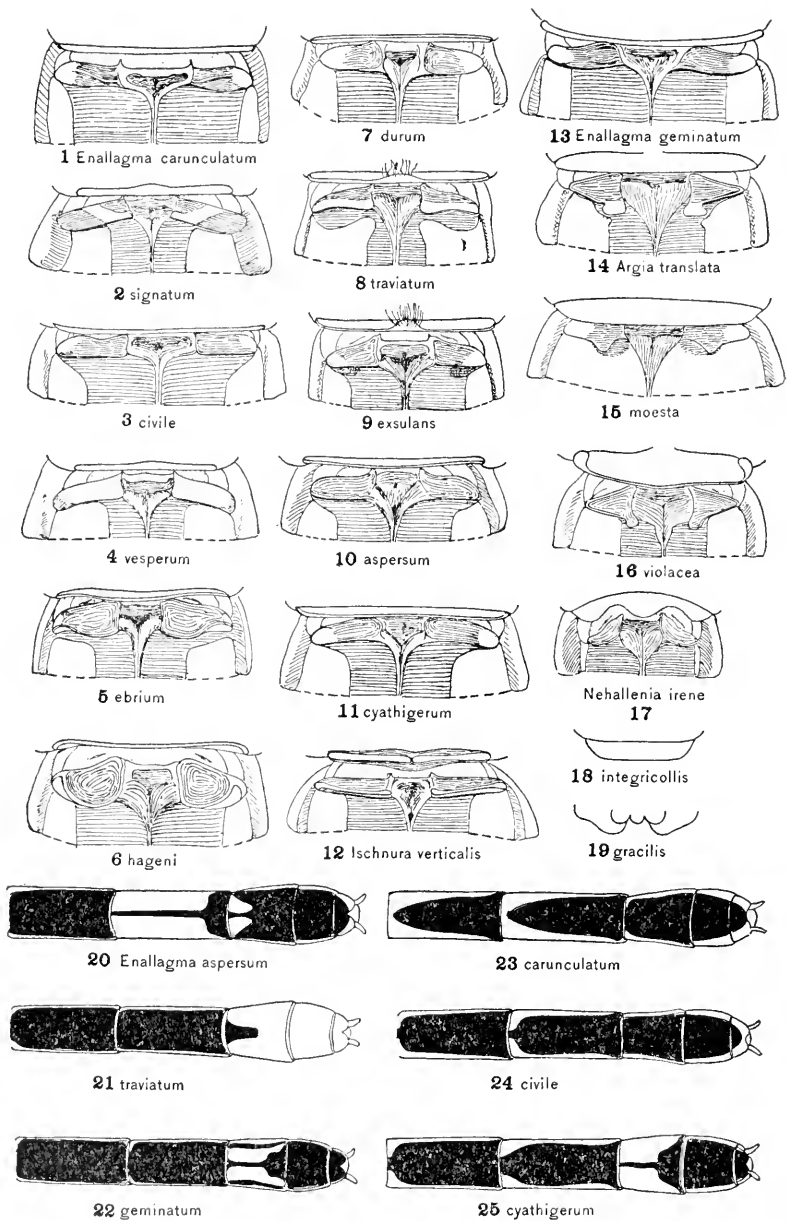 1 Enallagma carunculatum
7 durum
13 Enallagma geminatum
2 signatum
8 traviatum
14 Argia translata
3 civile
9 exsulans
15 moesta
4 vesperum
10 aspersum
16 violacea
5 ebrium
11 cyathigerum
Nehallenia irene
17
18 integricollis
6 hageni
12 Ischnura verticalis
19 gracilis
20 Enallagma aspersum
23 carunculatum
21 traviatum
24 civile
22 geminatum
25 cyathigerum